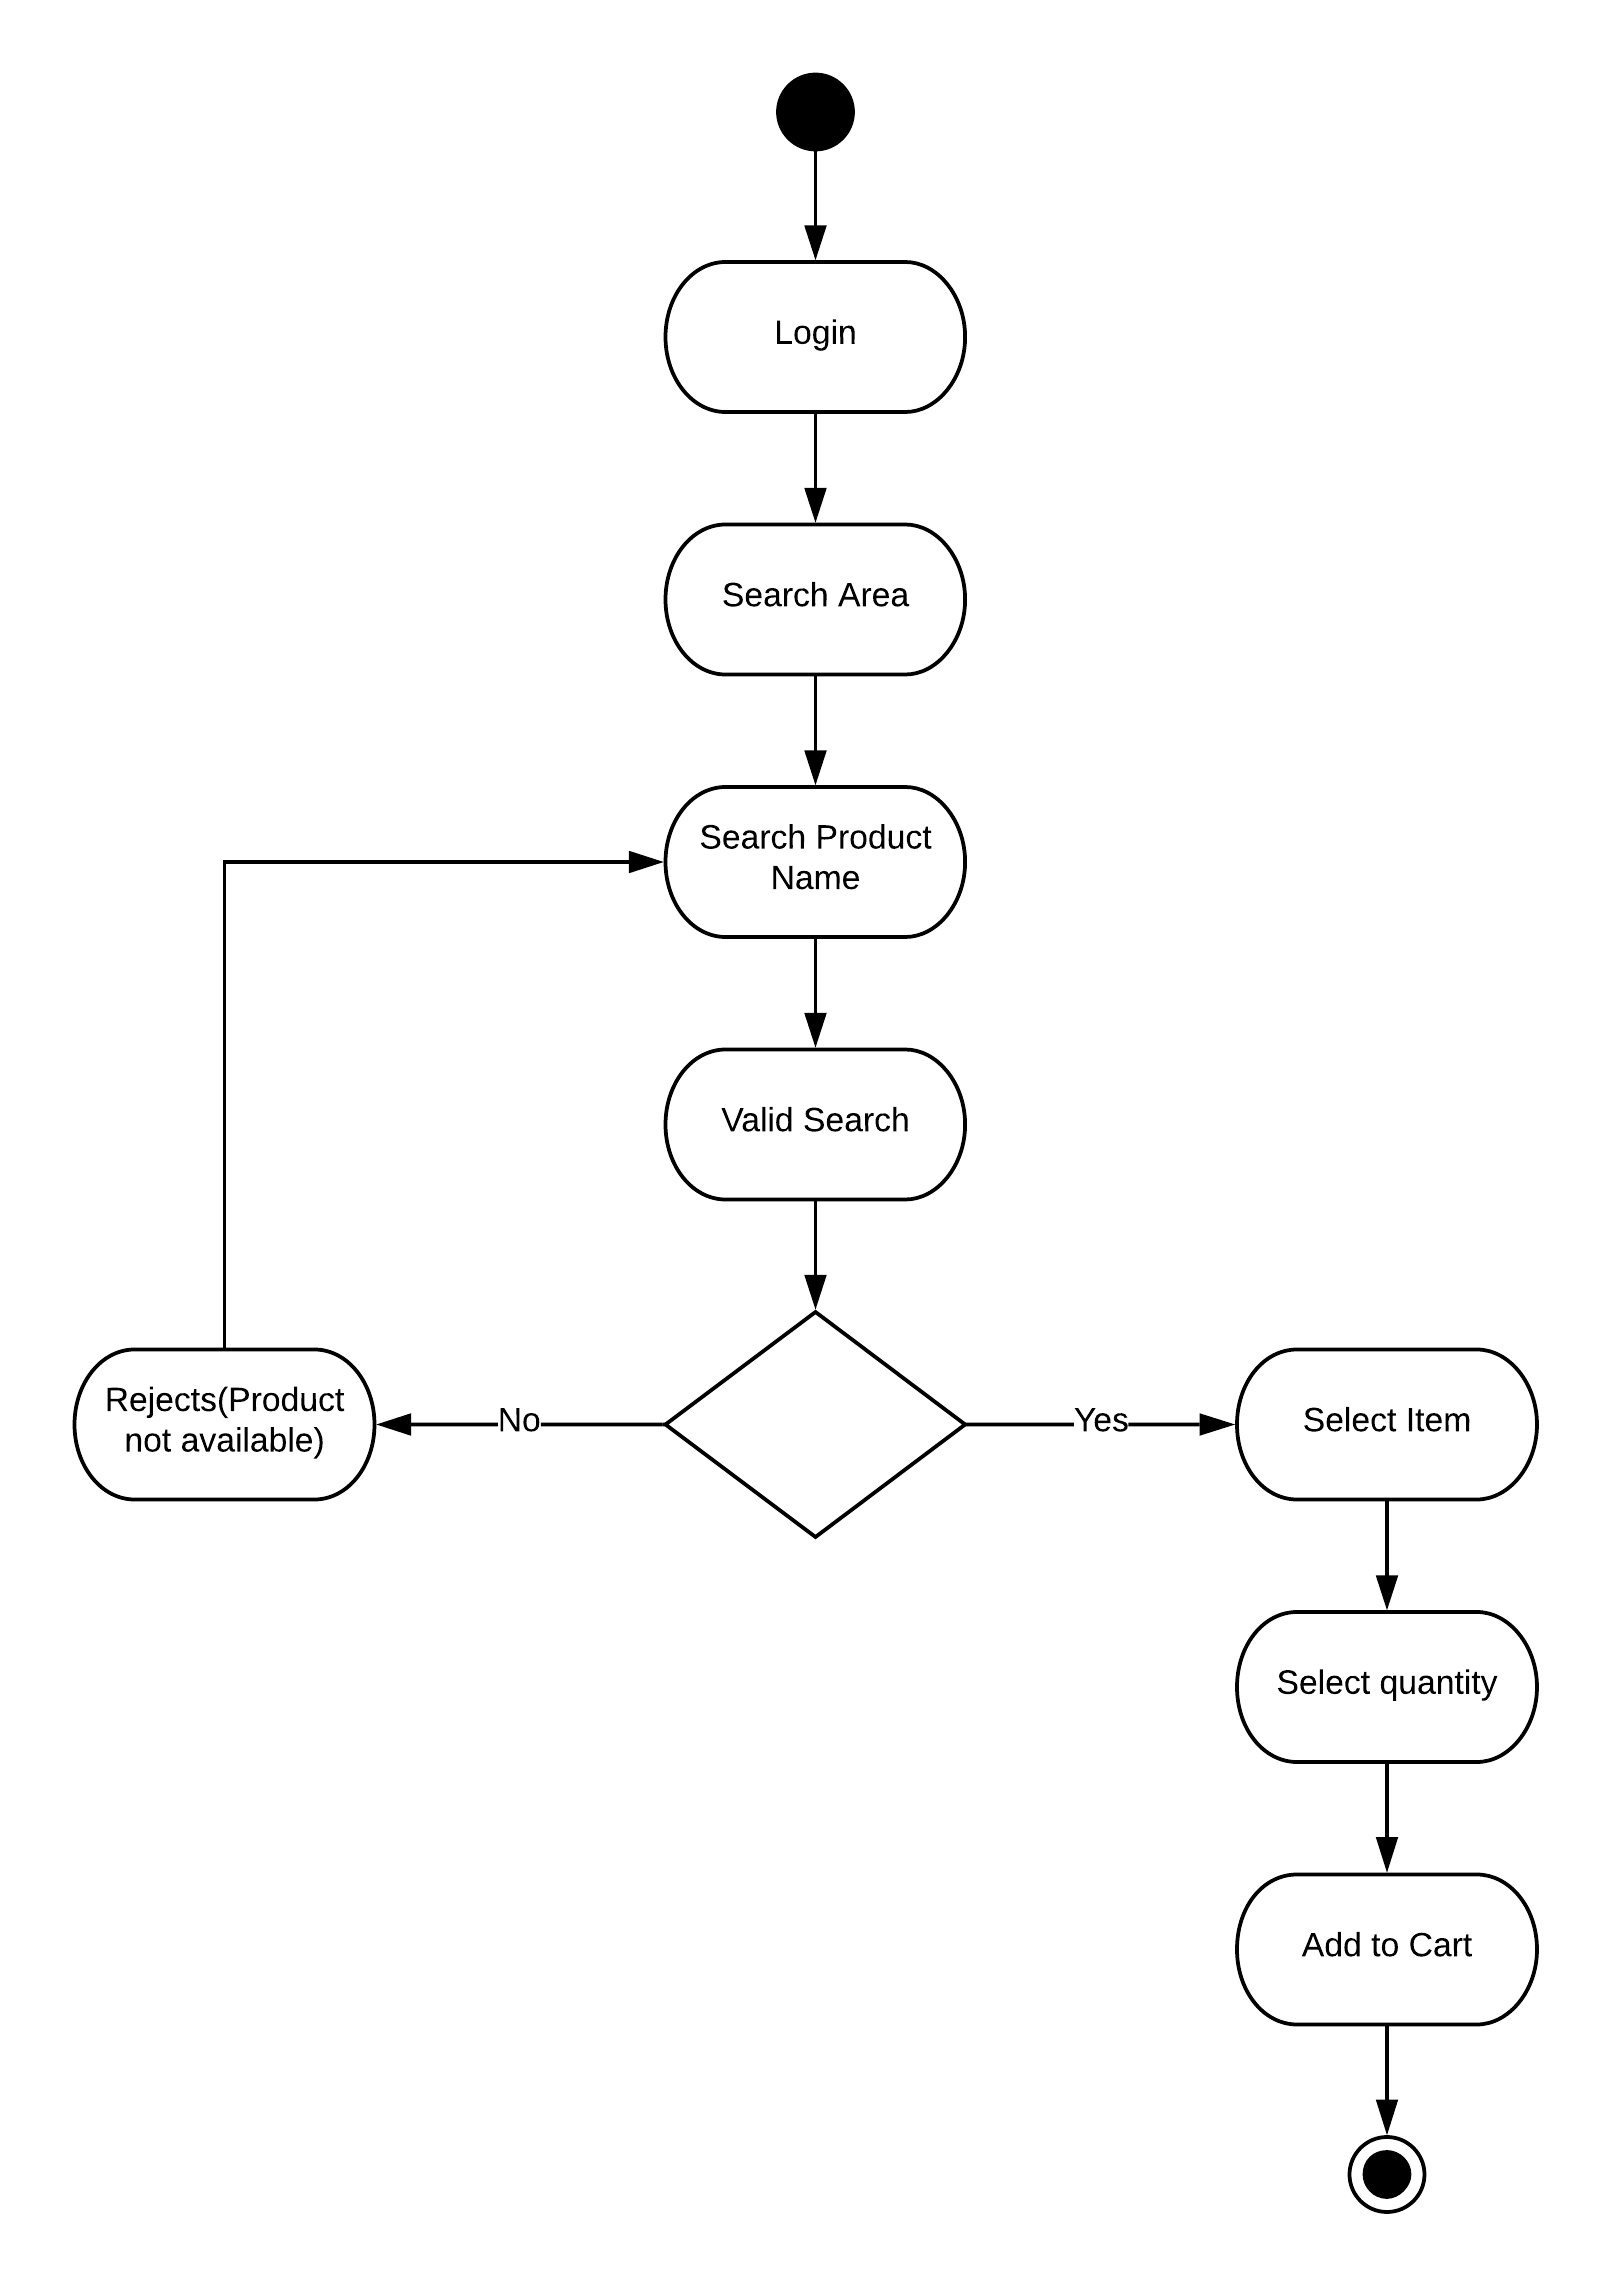 Login
Search Area
Search Product
Name
Valid Search
Rejects(Product
not available)
No
Yes
Select Item
Select quantity
Add to Cart